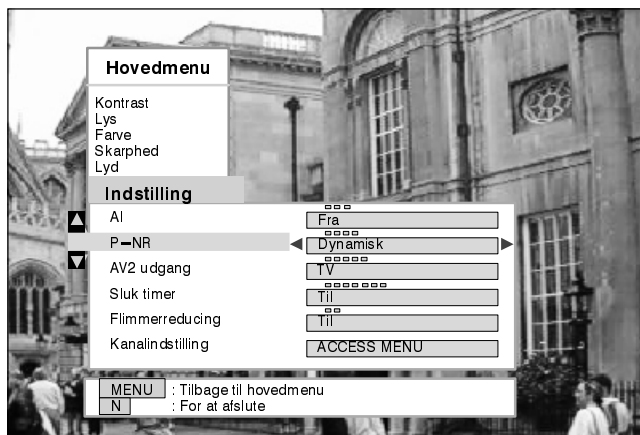 Hovedmenu
Kontrast
Lys
Farve
Skarphed
Lyd
Indstilling
AI Fra
P-NR Dynamisk
AV2 udgang TV
Sluk timer Til
Flimmerreducing Til
Kanalindstilling ACCESS MENU
MENU : Tilbage til hovedmenu
N : For at afslute